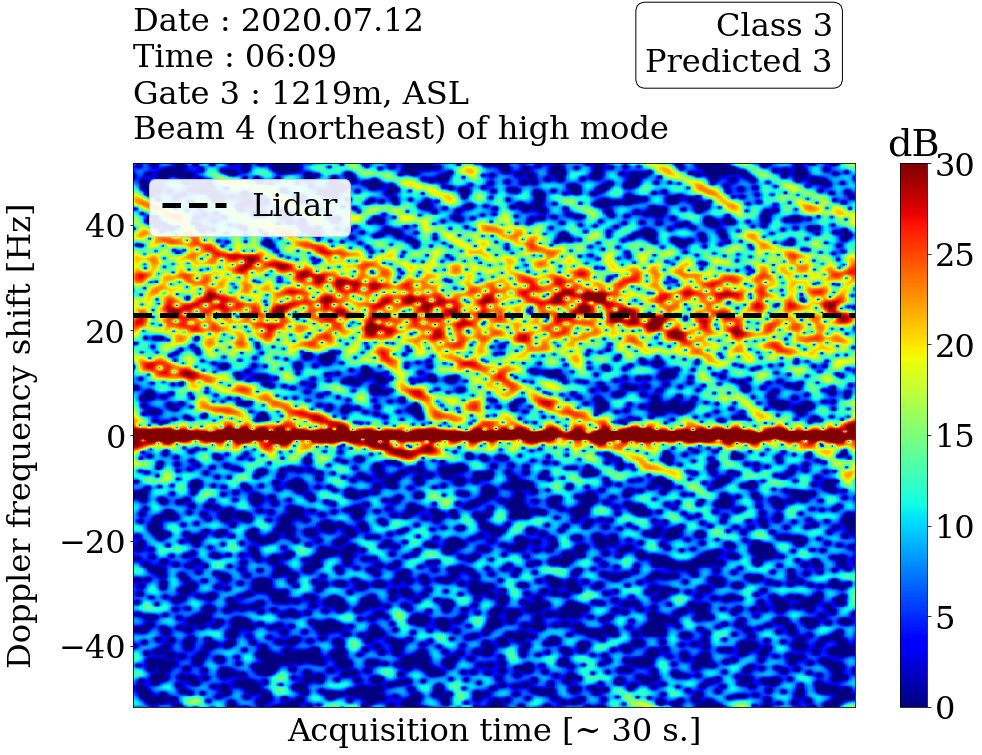 Date : 2020.07.12
Time : 06:09
Gate 3 : 1219m, ASL
Beam 4 (northeast) of high mode
Class 3
Predicted 3
dB
Lidar
Doppler frequency shift [Hz]
40
20
0
−20
−40
30
25
20
15
10
5
0
Acquisition time [~ 30 s.]